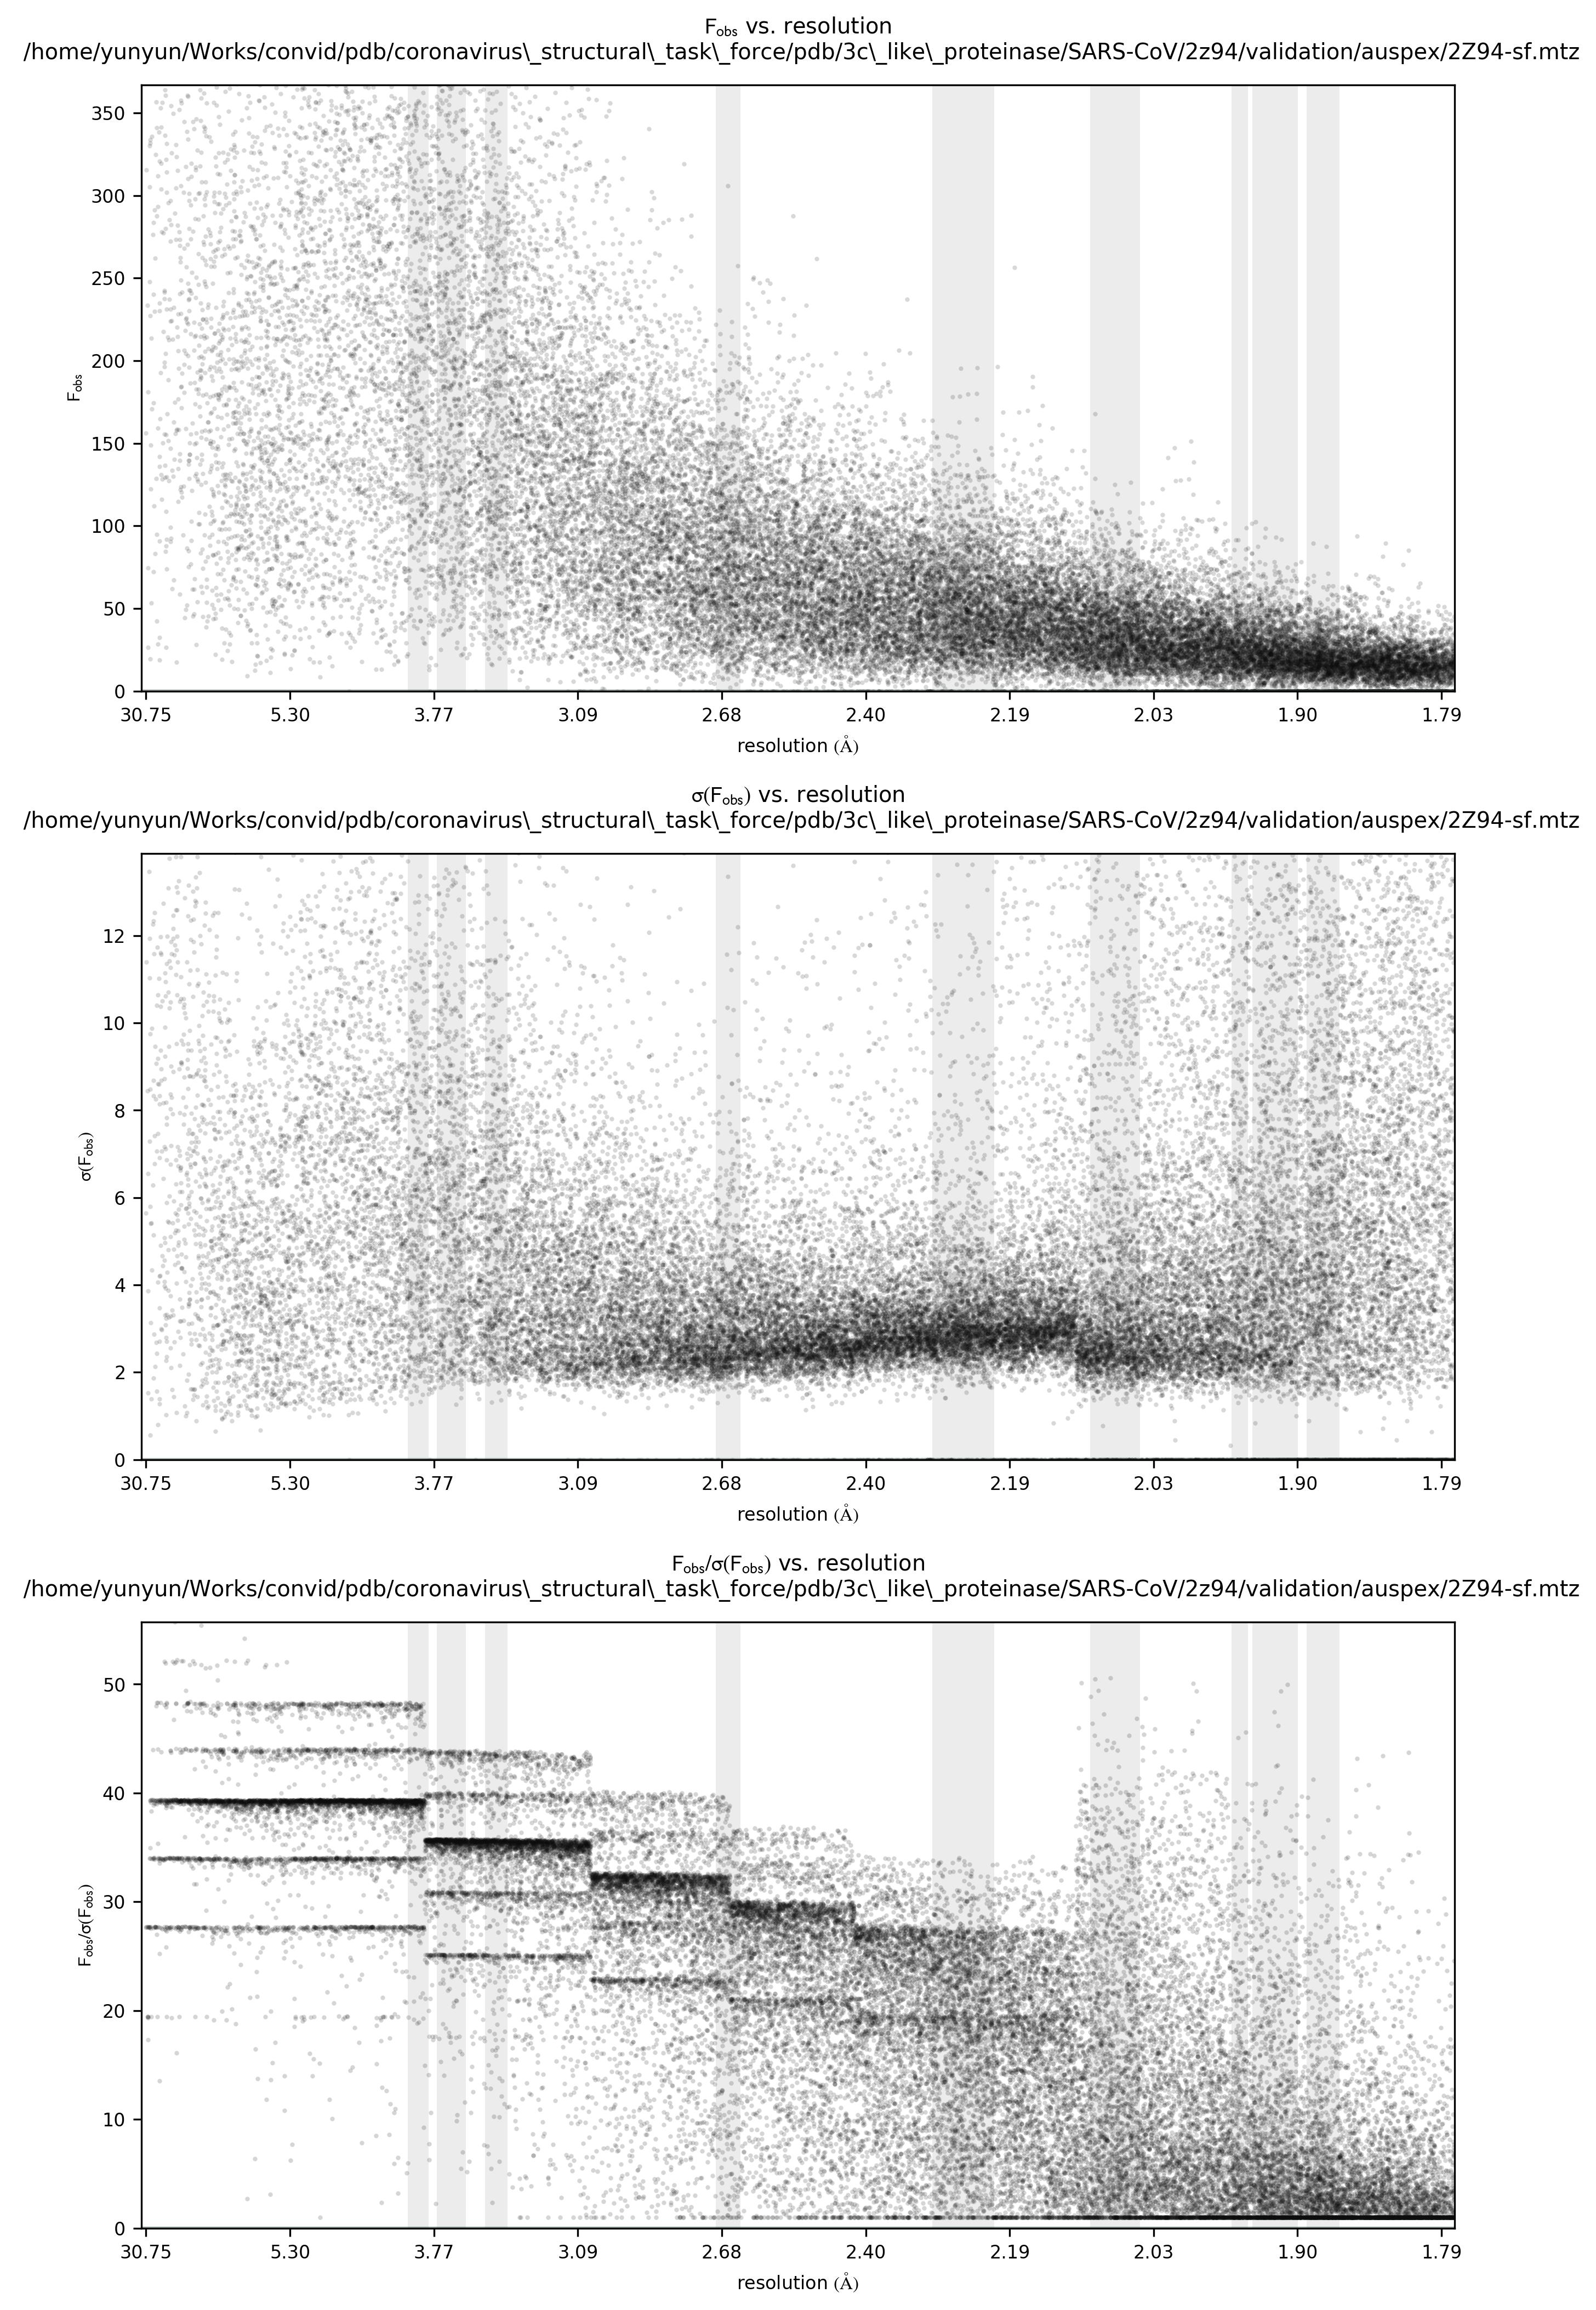 Fobs vs. resolution
/home/yunyun/Works/convid/pdb/coronavirus\_structural\_task\_force/pdb/3c\_like\_proteinase/SARS-CoV/2z94/validation/auspex/2Z94-sf.mtz
350
300
250
200
150
100
50
0
Fobs
30.75 5.30 3.77 3.09 2.68 2.40 2.19 2.03 1.90 1.79
resolution (Å)
σ(Fobs) vs. resolution
/home/yunyun/Works/convid/pdb/coronavirus\_structural\_task\_force/pdb/3c\_like\_proteinase/SARS-CoV/2z94/validation/auspex/2Z94-sf.mtz
12
10
8
6
4
2
0
σ(Fobs)
30.75 5.30 3.77 3.09 2.68 2.40 2.19 2.03 1.90 1.79
resolution (Å)
Fobs/σ(Fobs) vs. resolution
/home/yunyun/Works/convid/pdb/coronavirus\_structural\_task\_force/pdb/3c\_like\_proteinase/SARS-CoV/2z94/validation/auspex/2Z94-sf.mtz
50
40
30
20
10
0
Fobs/σ(Fobs)
30.75 5.30 3.77 3.09 2.68 2.40 2.19 2.03 1.90 1.79
resolution (Å)